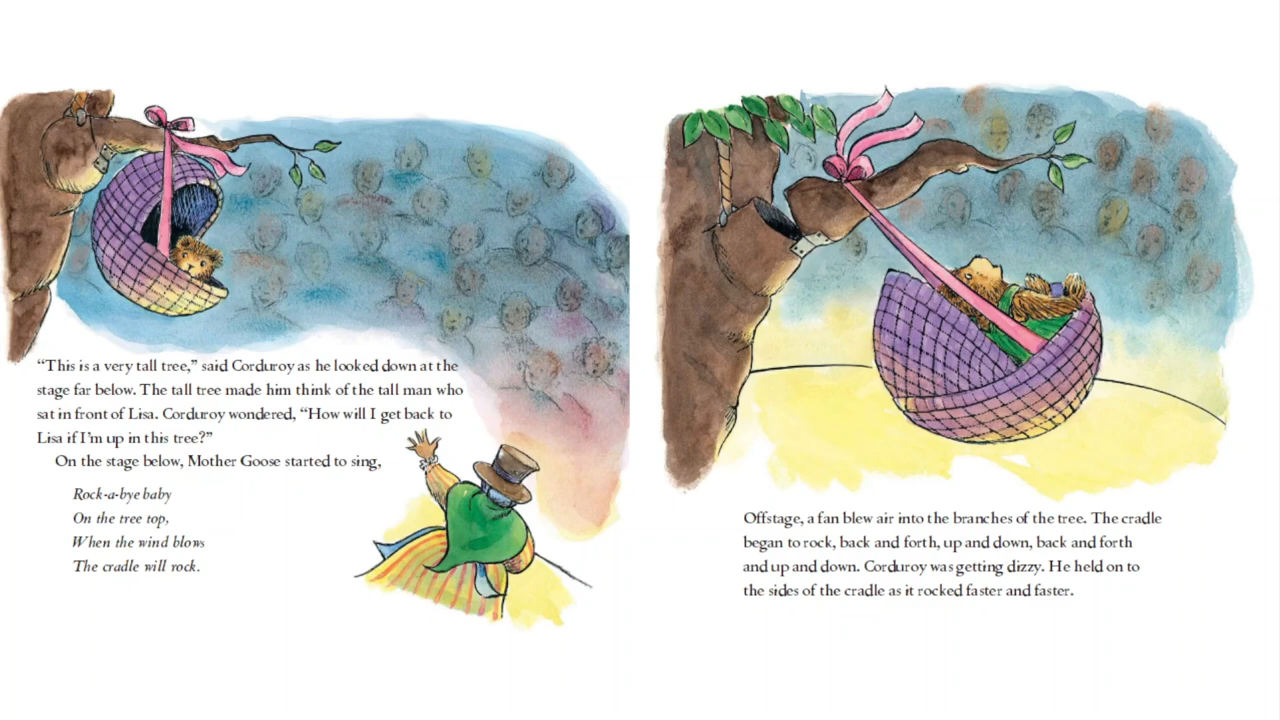 “This is a very tall tree,” said Corduroy as he looked down at the
stage far below. The tall tree made him think of the tall man who
sat in front of Lisa. Corduroy wondered, “How will I get back to
Lisa if I’m up in this tree?”
On the stage below, Mother Goose started to sing,
Rock-a-bye baby
On the tree top,
When the wind blows
The cradle will rock.
Offstage, a fan blew air into the branches of the tree. The cradle
began to rock, back and forth, up and down, back and forth
and up and down. Corduroy was getting dizzy. He held on to
the sides of the cradle as it rocked faster and faster.